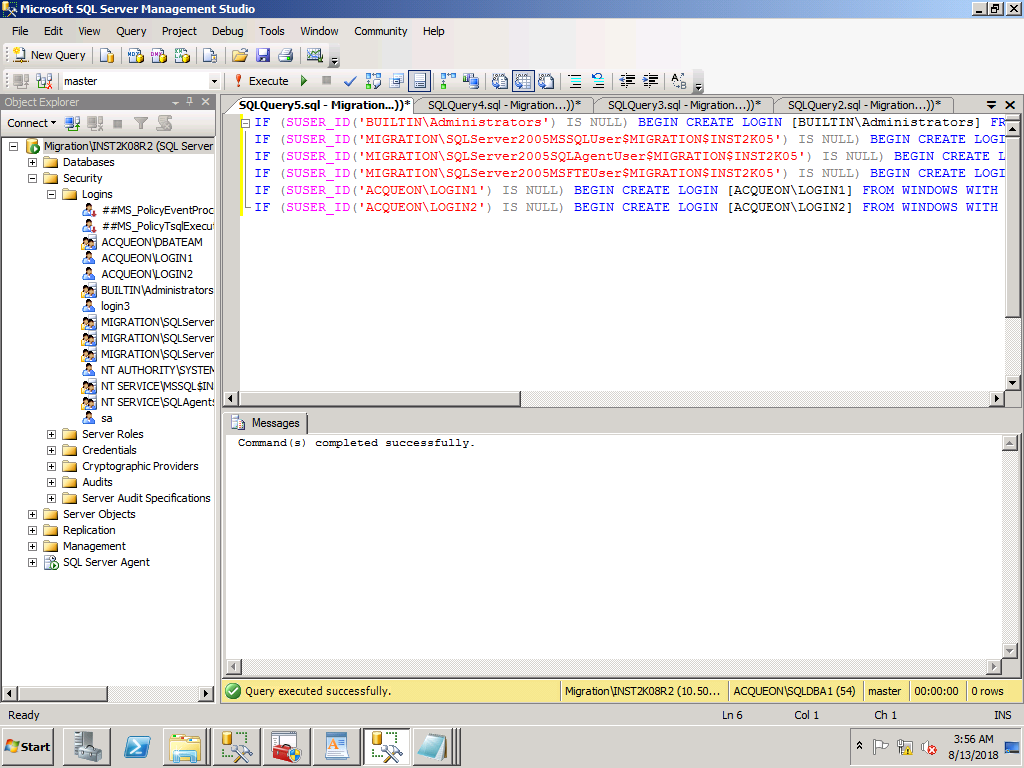 Microsoft SQL Server Management Studio
File Edit View Query Project Debug Tools Window Community Help
New Query
master Execute
Object Explorer
Connect
Migration\INST2K08R2 (SQL Server
Databases
Security
Logins
##MS_PolicyEventProc
##MS_PolicyTsqlExecut
ACQUEON\DBATEAM
ACQUEON\LOGIN1
ACQUEON\LOGIN2
BUILTIN\Administrators
login3
MIGRATION\SQLServer
MIGRATION\SQLServer
MIGRATION\SQLServer
NT AUTHORITY\SYSTEM
NT SERVICE\MSSQL$IN
NT SERVICE\SQLAgent$
sa
Server Roles
Credentials
Cryptographic Providers
Audits
Server Audit Specifications
Server Objects
Replication
Management
SQL Server Agent
SQLQuery5.sql - Migration...))* SQLQuery4.sql - Migration...))* SQLQuery3.sql - Migration...))* SQLQuery2.sql - Migration...))*
IF (SUSER_ID('BUILTIN\Administrators') IS NULL) BEGIN CREATE LOGIN [BUILTIN\Administrators] FR
IF (SUSER_ID('MIGRATION\SQLServer2005MSSQLUser$MIGRATION$INST2K05') IS NULL) BEGIN CREATE LOGI
IF (SUSER_ID('MIGRATION\SQLServer2005SQLAgentUser$MIGRATION$INST2K05') IS NULL) BEGIN CREATE L
IF (SUSER_ID('MIGRATION\SQLServer2005MSFTEUser$MIGRATION$INST2K05') IS NULL) BEGIN CREATE LOGI
IF (SUSER_ID('ACQUEON\LOGIN1') IS NULL) BEGIN CREATE LOGIN [ACQUEON\LOGIN1] FROM WINDOWS WITH
IF (SUSER_ID('ACQUEON\LOGIN2') IS NULL) BEGIN CREATE LOGIN [ACQUEON\LOGIN2] FROM WINDOWS WITH
Messages
Command(s) completed successfully.
Query executed successfully. Migration\INST2K08R2 (10.50... ACQUEON\SQLDBA1 (54) master 00:00:00 0 rows
Ready Ln 6 Col 1 Ch 1 INS
Start
3:56 AM
8/13/2018